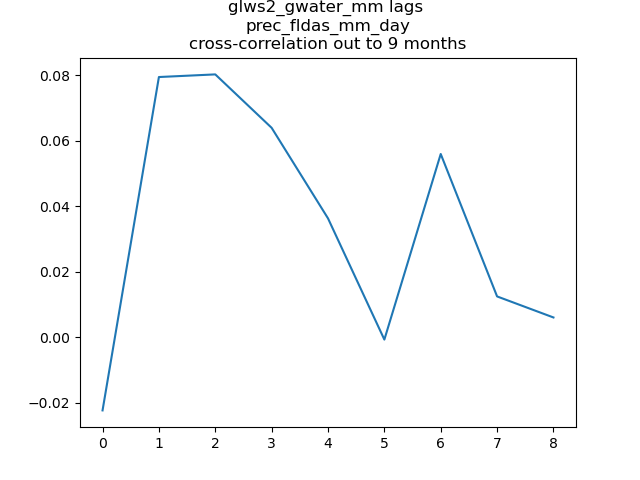 glws2_gwater_mm lags
prec_fldas_mm_day
cross-correlation out to 9 months
0.08
0.06
0.04
0.02
0.00
−0.02
0 1 2 3 4 5 6 7 8